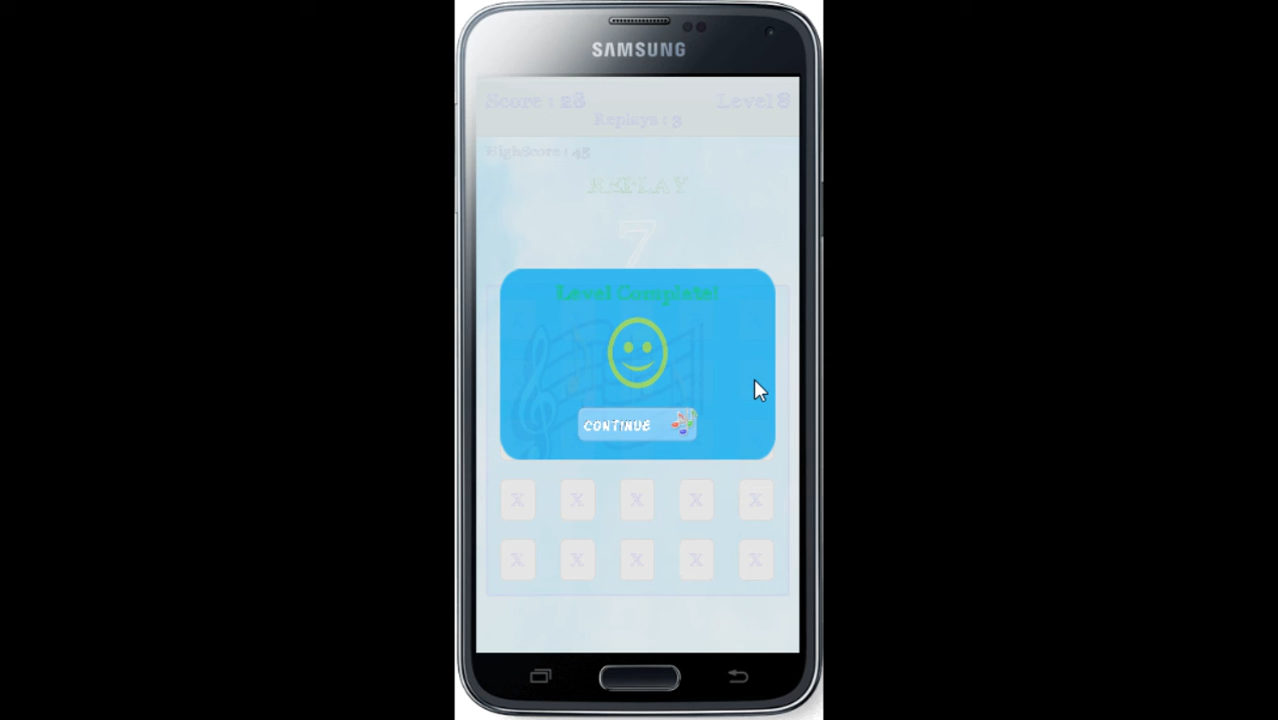 SAMSUNG
Score : 28
Level 8
Replays : 3
HighScore : 45
REPLAY
7
Level Complete!
CONTINUE
X X X X X
X X X X X